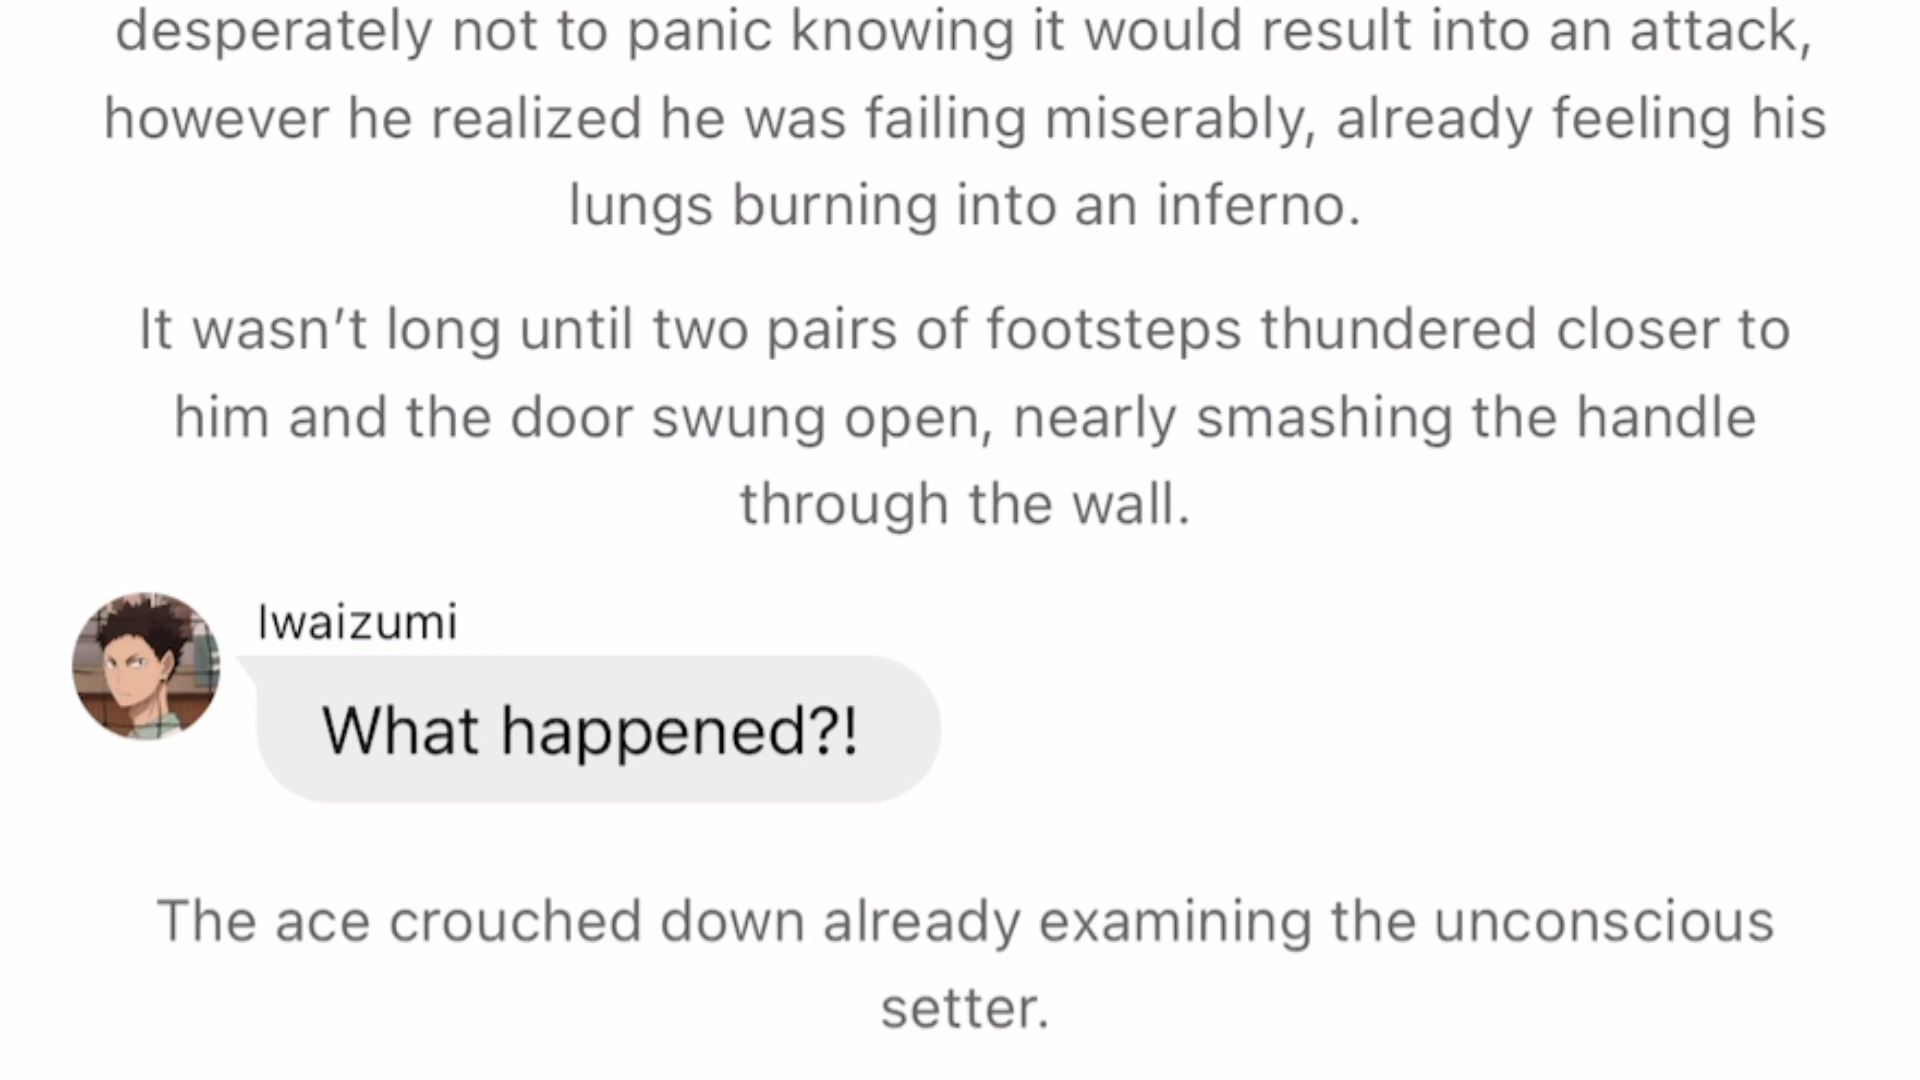 desperately not to panic knowing it would result into an attack,
however he realized he was failing miserably, already feeling his
lungs burning into an inferno.
It wasn’t long until two pairs of footsteps thundered closer to
him and the door swung open, nearly smashing the handle
through the wall.
Iwaizumi
What happened?!
The ace crouched down already examining the unconscious
setter.